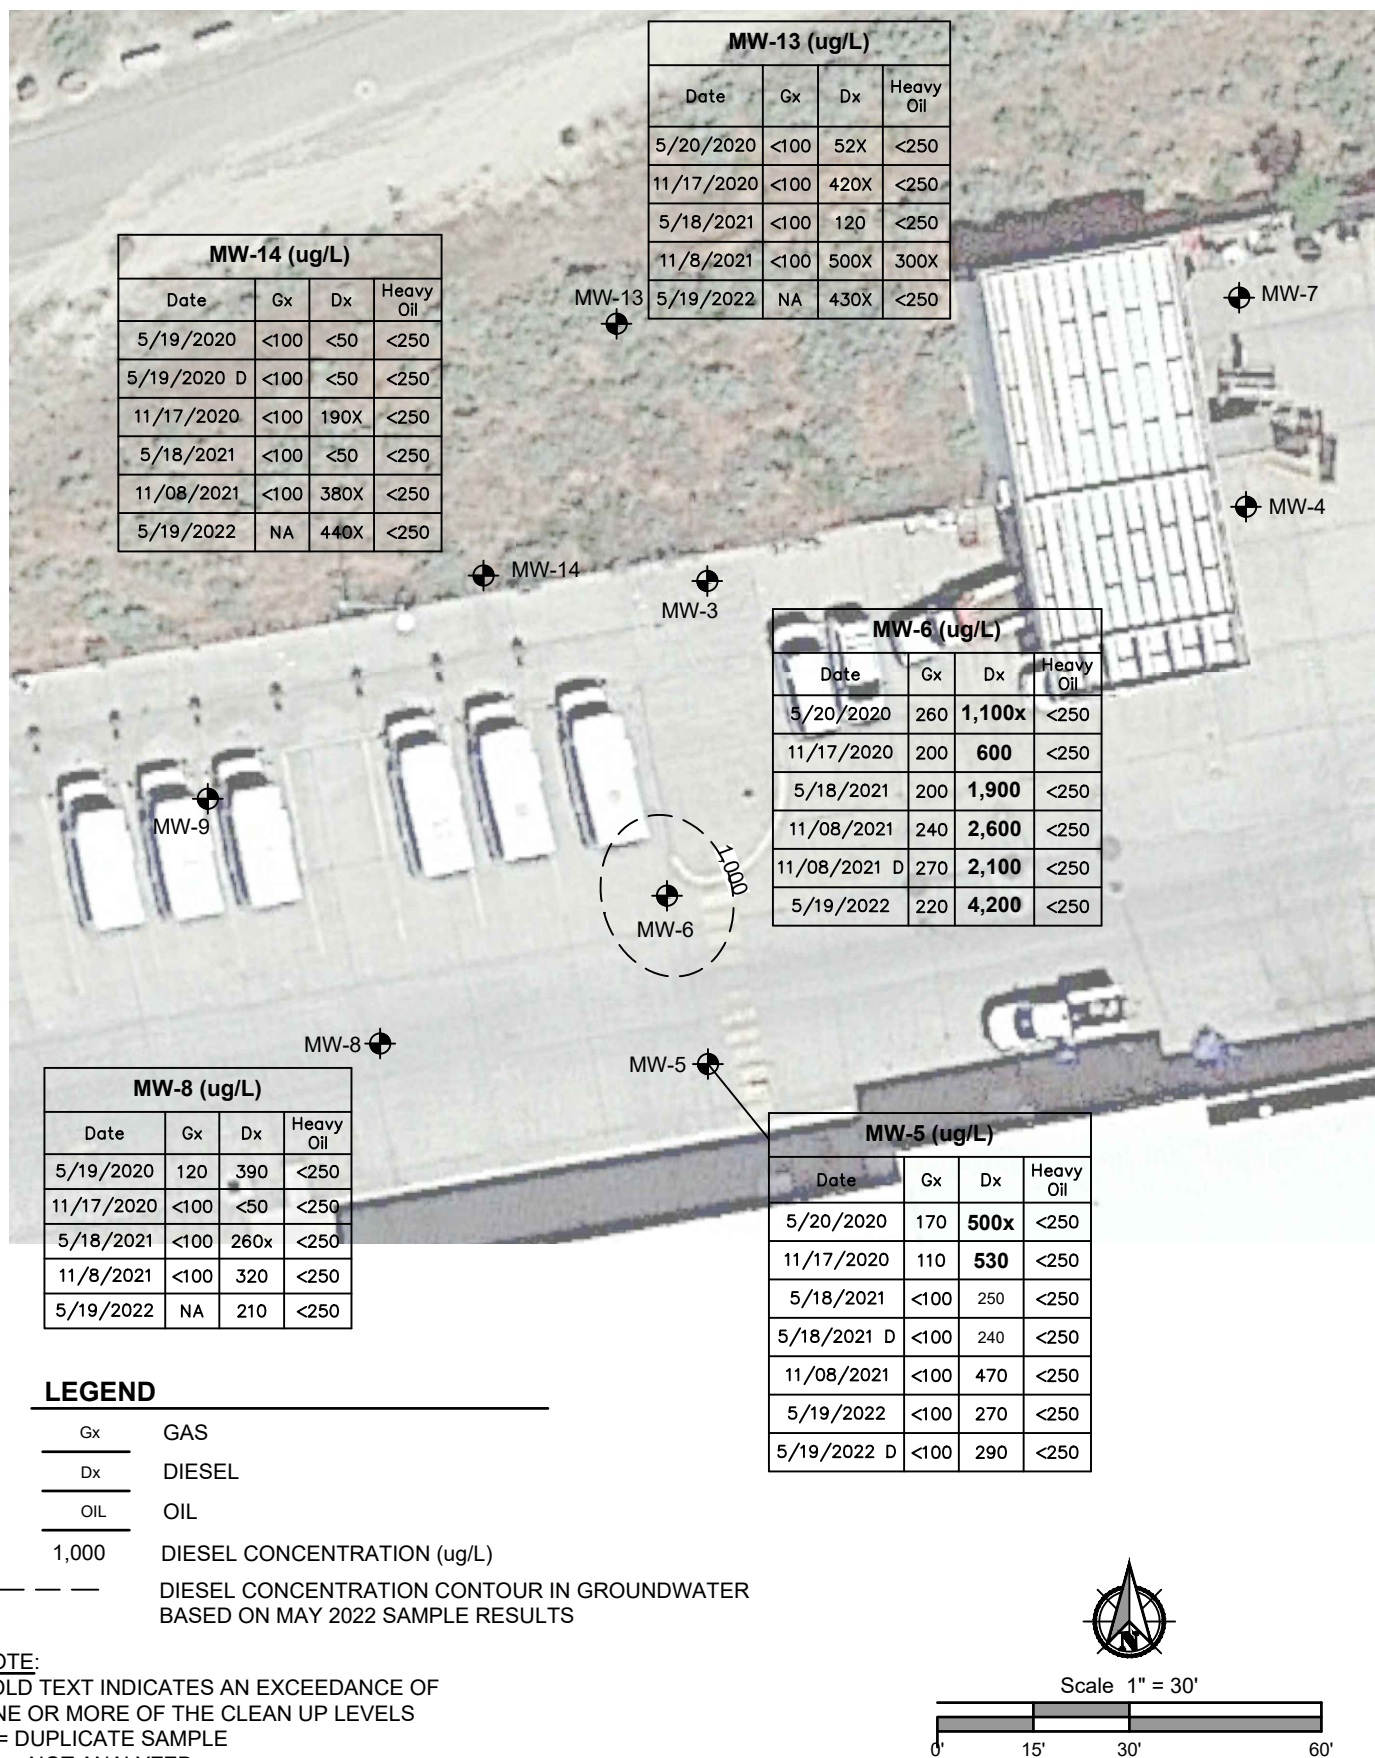 MW-13 (ug/L)
Date Gx Dx Heavy Oil
5/20/2020 <100 52X <250
11/17/2020 <100 420X <250
5/18/2021 <100 120 <250
11/8/2021 <100 500X 300X
5/19/2022 NA 430X <250
MW-14 (ug/L)
Date Gx Dx Heavy Oil
5/19/2020 <100 <50 <250
5/19/2020 D <100 <50 <250
11/17/2020 <100 190X <250
5/18/2021 <100 <50 <250
11/08/2021 <100 380X <250
5/19/2022 NA 440X <250
MW-13
MW-7
MW-4
MW-14
MW-3
MW-6 (ug/L)
Date Gx Dx Heavy Oil
5/20/2020 260 1,100x <250
11/17/2020 200 600 <250
5/18/2021 200 1,900 <250
11/08/2021 240 2,600 <250
11/08/2021 D 270 2,100 <250
5/19/2022 220 4,200 <250
MW-9
1,000
MW-6
MW-8
MW-5
MW-8 (ug/L)
Date Gx Dx Heavy Oil
5/19/2020 120 390 <250
11/17/2020 <100 <50 <250
5/18/2021 <100 260x <250
11/8/2021 <100 320 <250
5/19/2022 NA 210 <250
MW-5 (ug/L)
Date Gx Dx Heavy Oil
5/20/2020 170 500x <250
11/17/2020 110 530 <250
5/18/2021 <100 250 <250
5/18/2021 D <100 240 <250
11/08/2021 <100 470 <250
5/19/2022 <100 270 <250
5/19/2022 D <100 290 <250
LEGEND
Gx GAS
Dx DIESEL
OIL OIL
1,000 DIESEL CONCENTRATION (ug/L)
DIESEL CONCENTRATION CONTOUR IN GROUNDWATER
BASED ON MAY 2022 SAMPLE RESULTS
OTE:
OLD TEXT INDICATES AN EXCEEDANCE OF
NE OR MORE OF THE CLEAN UP LEVELS
= DUPLICATE SAMPLE
N
Scale 1" = 30'
0' 15' 30' 60'